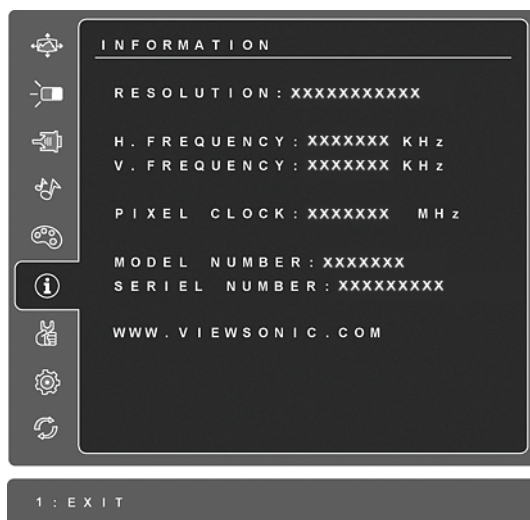 INFORMATION
RESOLUTION: XXXXXXXXXXX
H. FREQUENCY: XXXXXXX KHz
V. FREQUENCY: XXXXXXX KHz
PIXEL CLOCK: XXXXXXX MHz
MODEL NUMBER: XXXXXXX
SERIEL NUMBER: XXXXXXXXX
WWW.VIEWSONIC.COM
1:EXIT